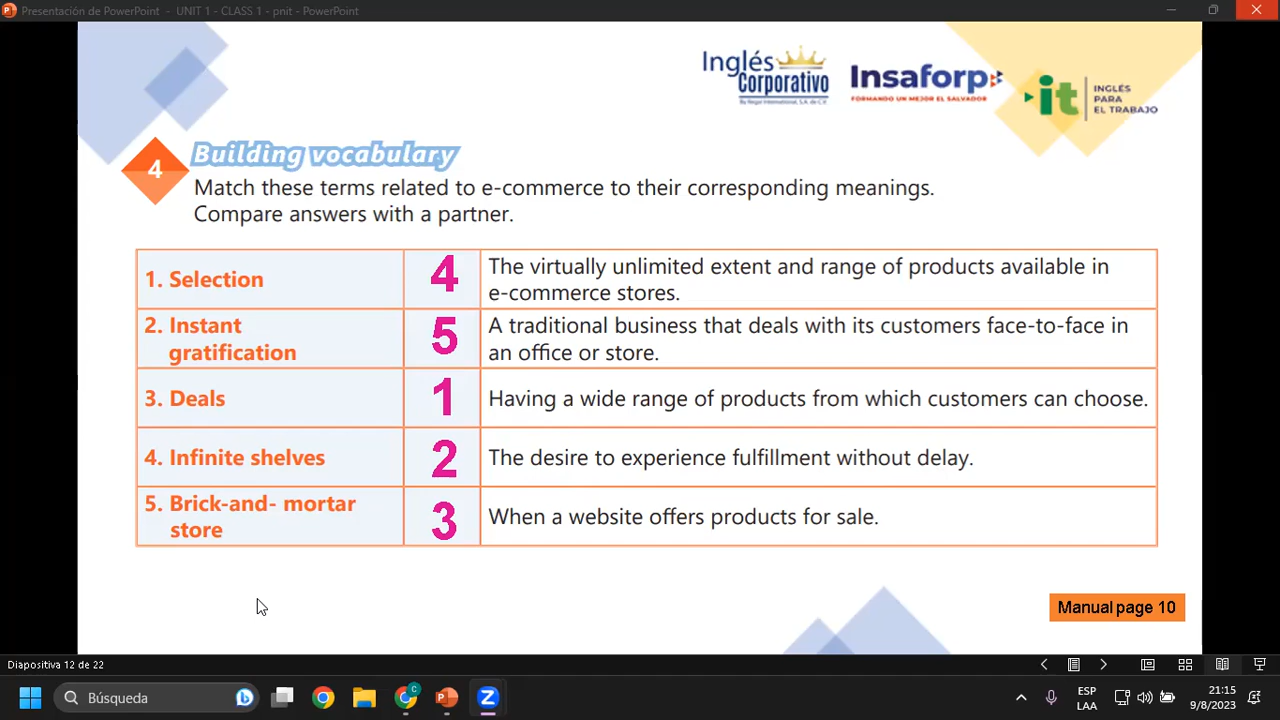 Presentación de PowerPoint - UNIT 1 - CLASS 1 - pnit - PowerPoint
Inglés
Corporativo
By Regal International, S.A. de C.V.
Insaforp
FORMANDO UN MEJOR EL SALVADOR
it
INGLÉS
PARA
EL TRABAJO
4
Building vocabulary
Match these terms related to e-commerce to their corresponding meanings.
Compare answers with a partner.
1. Selection
4
The virtually unlimited extent and range of products available in
e-commerce stores.
2. Instant
gratification
5
A traditional business that deals with its customers face-to-face in
an office or store.
3. Deals
1
Having a wide range of products from which customers can choose.
4. Infinite shelves
2
The desire to experience fulfillment without delay.
5. Brick-and- mortar
store
3
When a website offers products for sale.
Manual page 10
Diapositiva 12 de 22
Búsqueda
ESP
LAA
21:15
9/8/2023